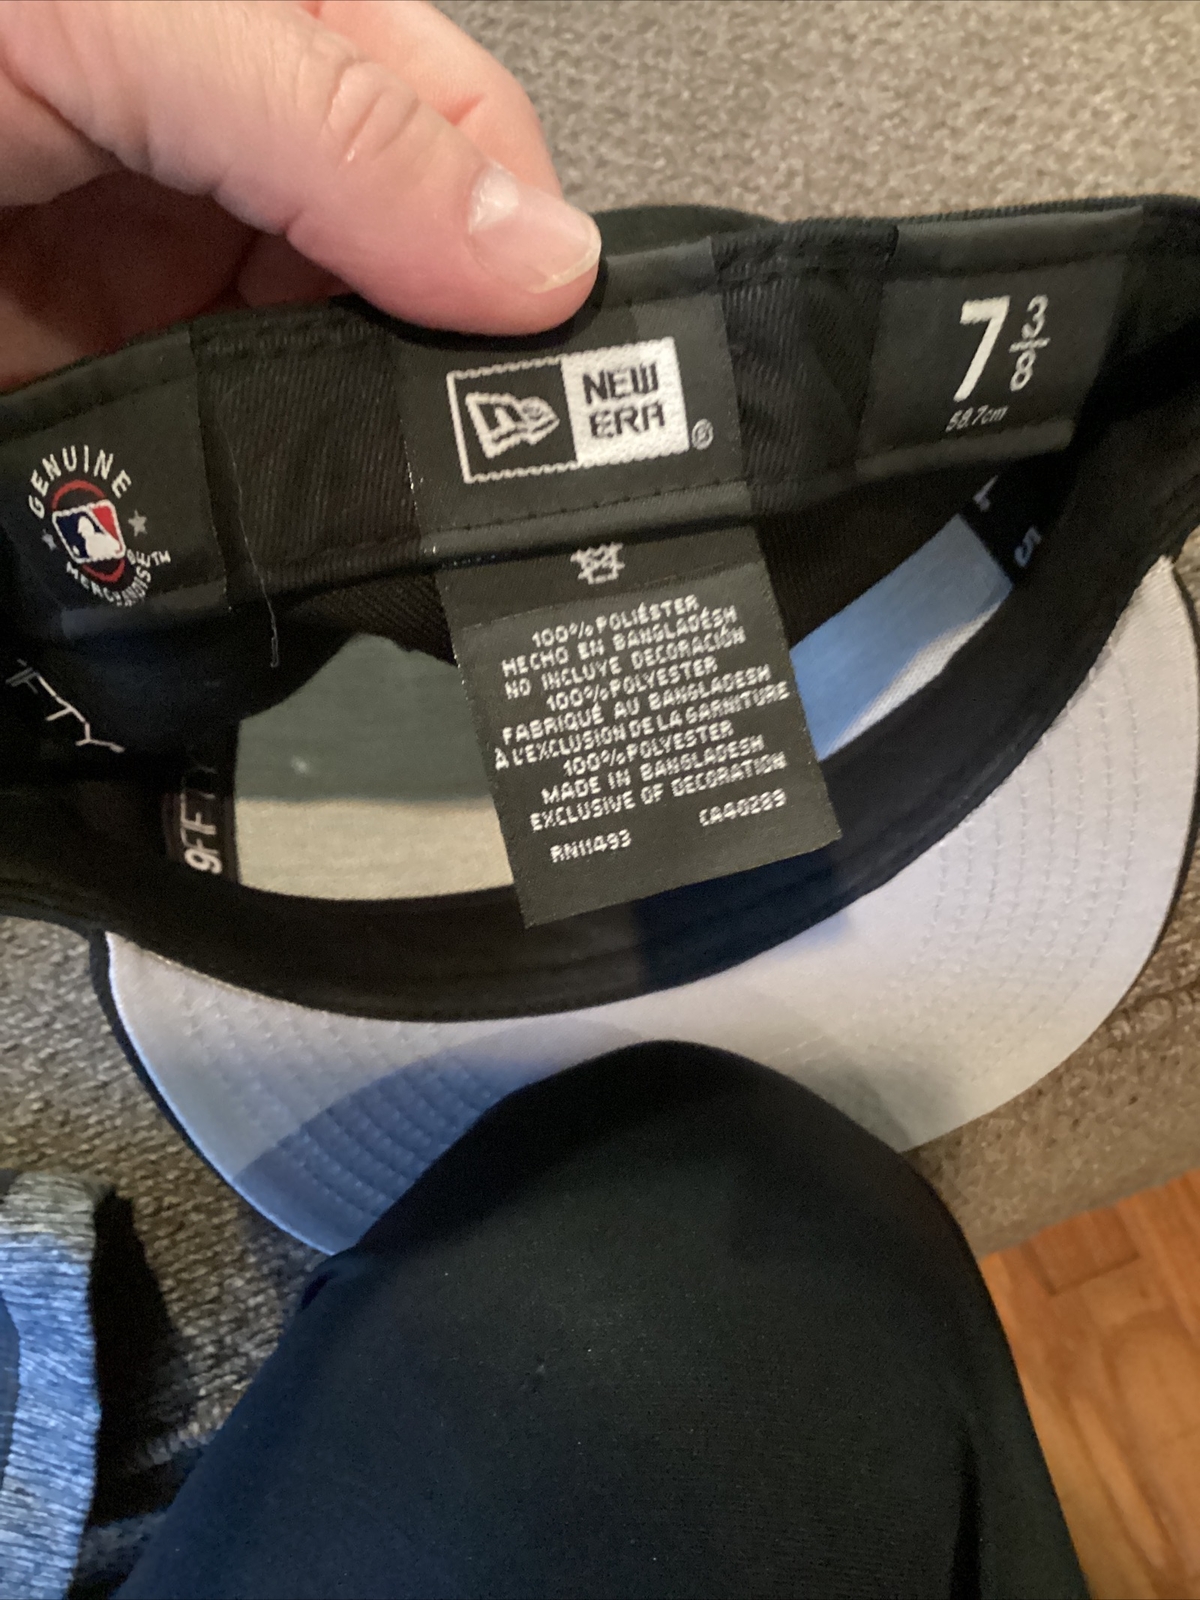 GENUINE
MERCHANDISE
NEW
ERA
®
7 3/8
58.7cm
100% POLIÉSTER
HECHO EN BANGLADÉSH
NO INCLUYE DECORACIÓN
100% POLYESTER
FABRIQUÉ AU BANGLADESH
À L'EXCLUSION DE LA GARNITURE
100% POLYESTER
MADE IN BANGLADESH
EXCLUSIVE OF DECORATION
RN11493 CA40289
9FIFTY